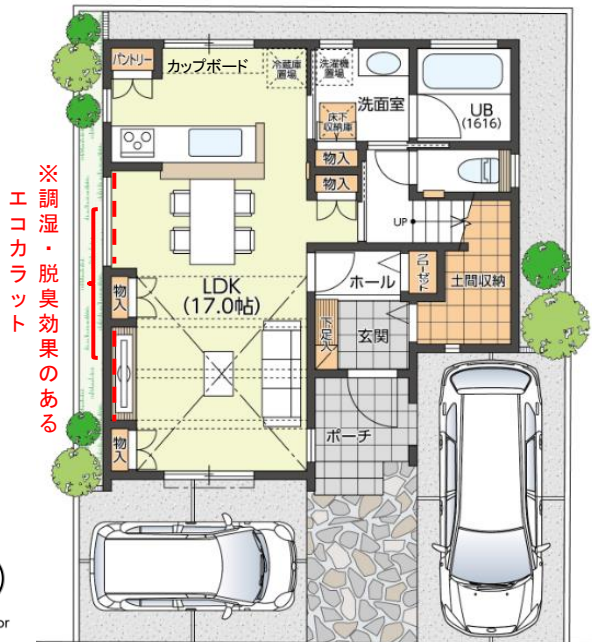 パントリー
カップボード
冷蔵庫
置場
洗濯機
置場
洗面室
UB
(1616)
床下
収納庫
物入
物入
UP
LDK
(17.0帖)
ホール
クローゼット
土間収納
物入
下足入
玄関
ポーチ
物入
※調湿・脱臭効果のある
エコカラット
or